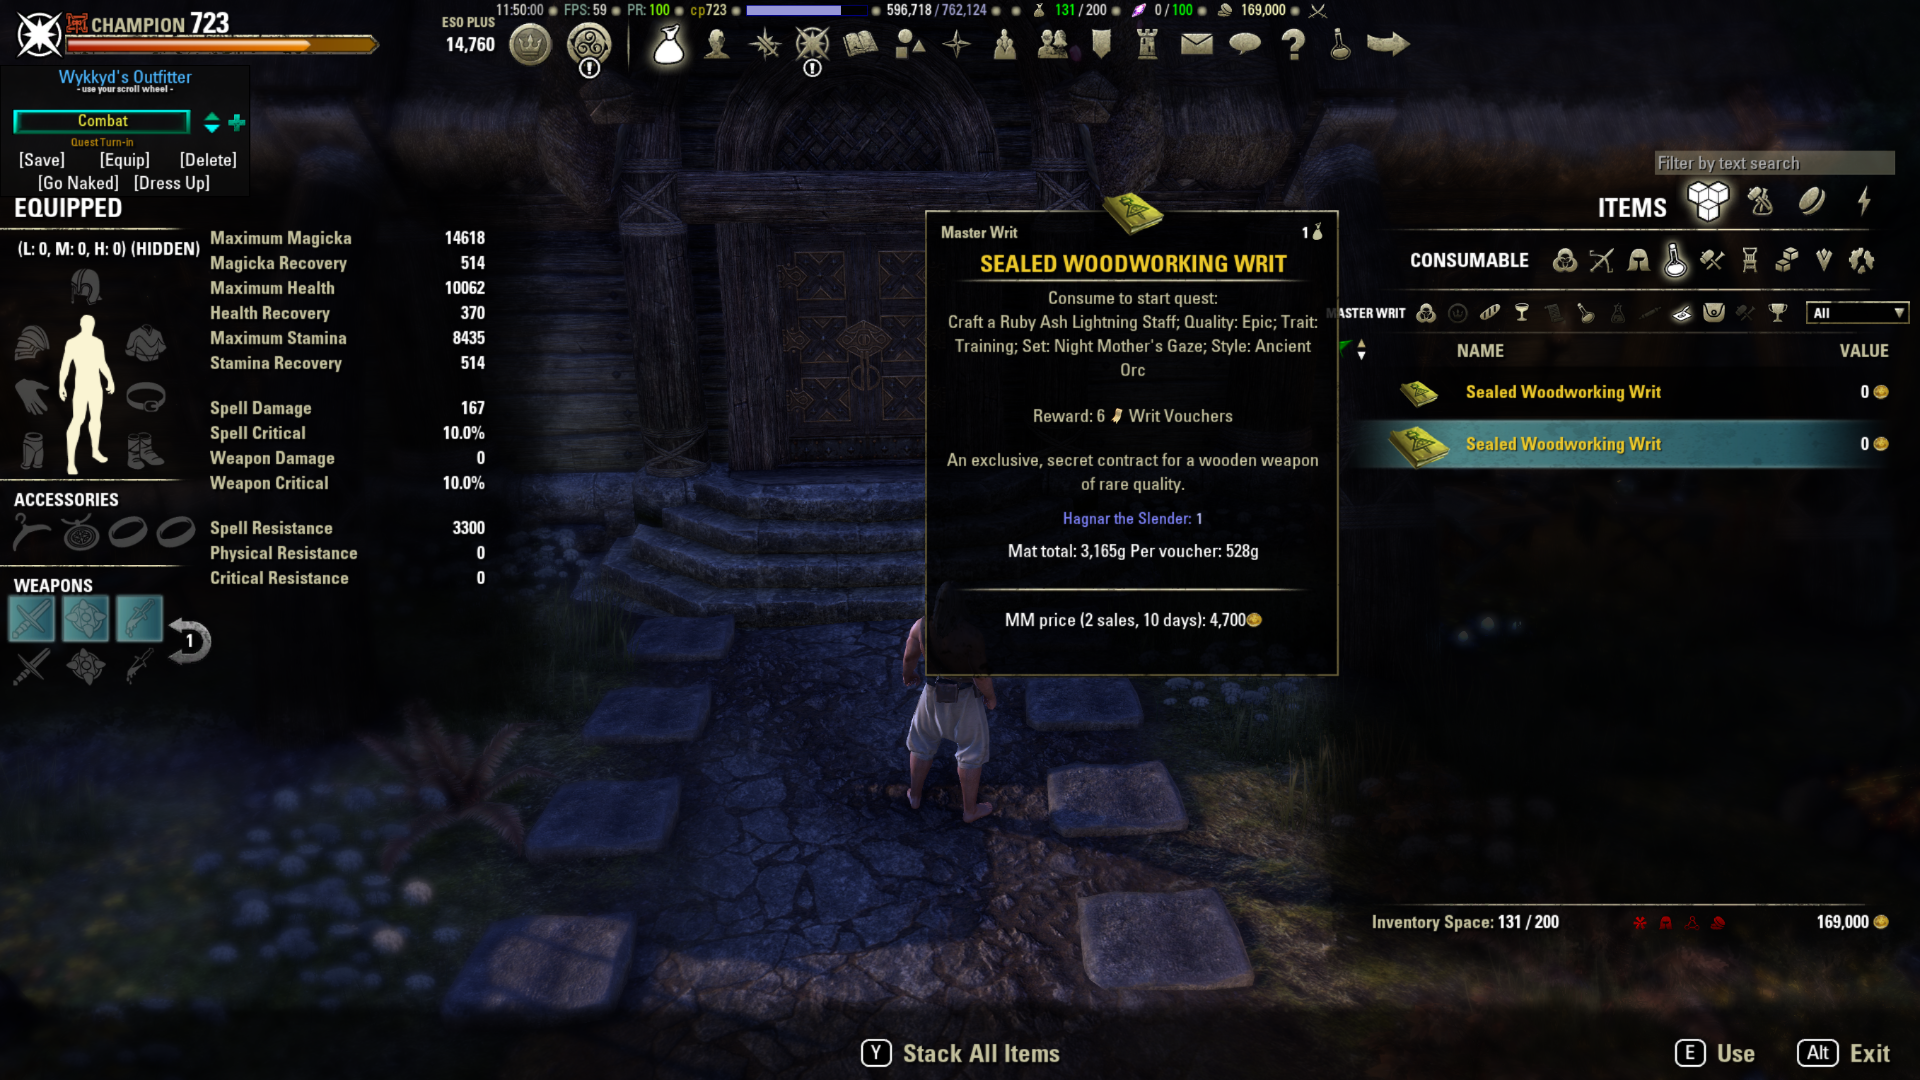 CHAMPION 723
ESO PLUS
14,760
11:50:00 FPS: 59 PR: 100 cp723 596,718 / 762,124 131 / 200 0 / 100 169,000
Wykkyd's Outfitter
- use your scroll wheel -
Combat
Quest Turn-in
[Save] [Equip] [Delete]
[Go Naked] [Dress Up]
EQUIPPED
(L: 0, M: 0, H: 0) (HIDDEN)
Maximum Magicka 14618
Magicka Recovery 514
Maximum Health 10062
Health Recovery 370
Maximum Stamina 8435
Stamina Recovery 514
Spell Damage 167
Spell Critical 10.0%
Weapon Damage 0
Weapon Critical 10.0%
Spell Resistance 3300
Physical Resistance 0
Critical Resistance 0
ACCESSORIES
WEAPONS
1
Master Writ 1
SEALED WOODWORKING WRIT
Consume to start quest:
Craft a Ruby Ash Lightning Staff; Quality: Epic; Trait:
Training; Set: Night Mother's Gaze; Style: Ancient
Orc
Reward: 6 Writ Vouchers
An exclusive, secret contract for a wooden weapon
of rare quality.
Hagnar the Slender: 1
Mat total: 3,165g Per voucher: 528g
MM price (2 sales, 10 days): 4,700
Filter by text search
ITEMS
CONSUMABLE
ASTER WRIT
All
NAME VALUE
Sealed Woodworking Writ 0
Sealed Woodworking Writ 0
Inventory Space: 131 / 200 169,000
Y Stack All Items
E Use
Alt Exit